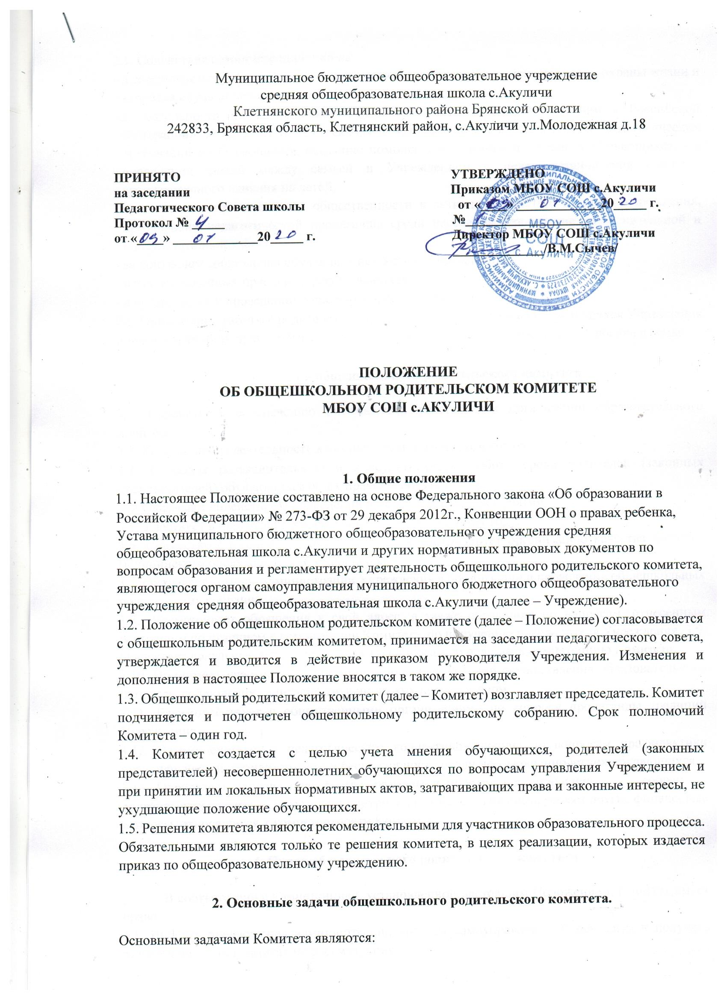 Муниципальное бюджетное общеобразовательное учреждение
средняя общеобразовательная школа с.Акуличи
Клетнянского муниципального района Брянской области
242833, Брянская область, Клетнянский район, с.Акуличи ул.Молодежная д.18
ПРИНЯТО
на заседании
Педагогического Совета школы
Протокол № 4
от «09» 01 2020 г.
УТВЕРЖДЕНО
Приказом МБОУ СОШ с.Акуличи
от «09» 01 2020 г.
№ 1
Директор МБОУ СОШ с.Акуличи
/В.М.Сычев/
МБОУ
СОШ
с Акуличи
ПОЛОЖЕНИЕ
ОБ ОБЩЕШКОЛЬНОМ РОДИТЕЛЬСКОМ КОМИТЕТЕ
МБОУ СОШ с.АКУЛИЧИ
1. Общие положения
1.1. Настоящее Положение составлено на основе Федерального закона «Об образовании в
Российской Федерации» № 273-ФЗ от 29 декабря 2012г., Конвенции ООН о правах ребенка,
Устава муниципального бюджетного общеобразовательного учреждения средняя
общеобразовательная школа с.Акуличи и других нормативных правовых документов по
вопросам образования и регламентирует деятельность общешкольного родительского комитета,
являющегося органом самоуправления муниципального бюджетного общеобразовательного
учреждения средняя общеобразовательная школа с.Акуличи (далее – Учреждение).
1.2. Положение об общешкольном родительском комитете (далее – Положение) согласовывается
с общешкольным родительским комитетом, принимается на заседании педагогического совета,
утверждается и вводится в действие приказом руководителя Учреждения. Изменения и
дополнения в настоящее Положение вносятся в таком же порядке.
1.3. Общешкольный родительский комитет (далее – Комитет) возглавляет председатель. Комитет
подчиняется и подотчетен общешкольному родительскому собранию. Срок полномочий
Комитета – один год.
1.4. Комитет создается с целью учета мнения обучающихся, родителей (законных
представителей) несовершеннолетних обучающихся по вопросам управления Учреждением и
при принятии им локальных нормативных актов, затрагивающих права и законные интересы, не
ухудшающие положение обучающихся.
1.5. Решения комитета являются рекомендательными для участников образовательного процесса.
Обязательными являются только те решения комитета, в целях реализации, которых издается
приказ по общеобразовательному учреждению.
2. Основные задачи общешкольного родительского комитета.
Основными задачами Комитета являются: